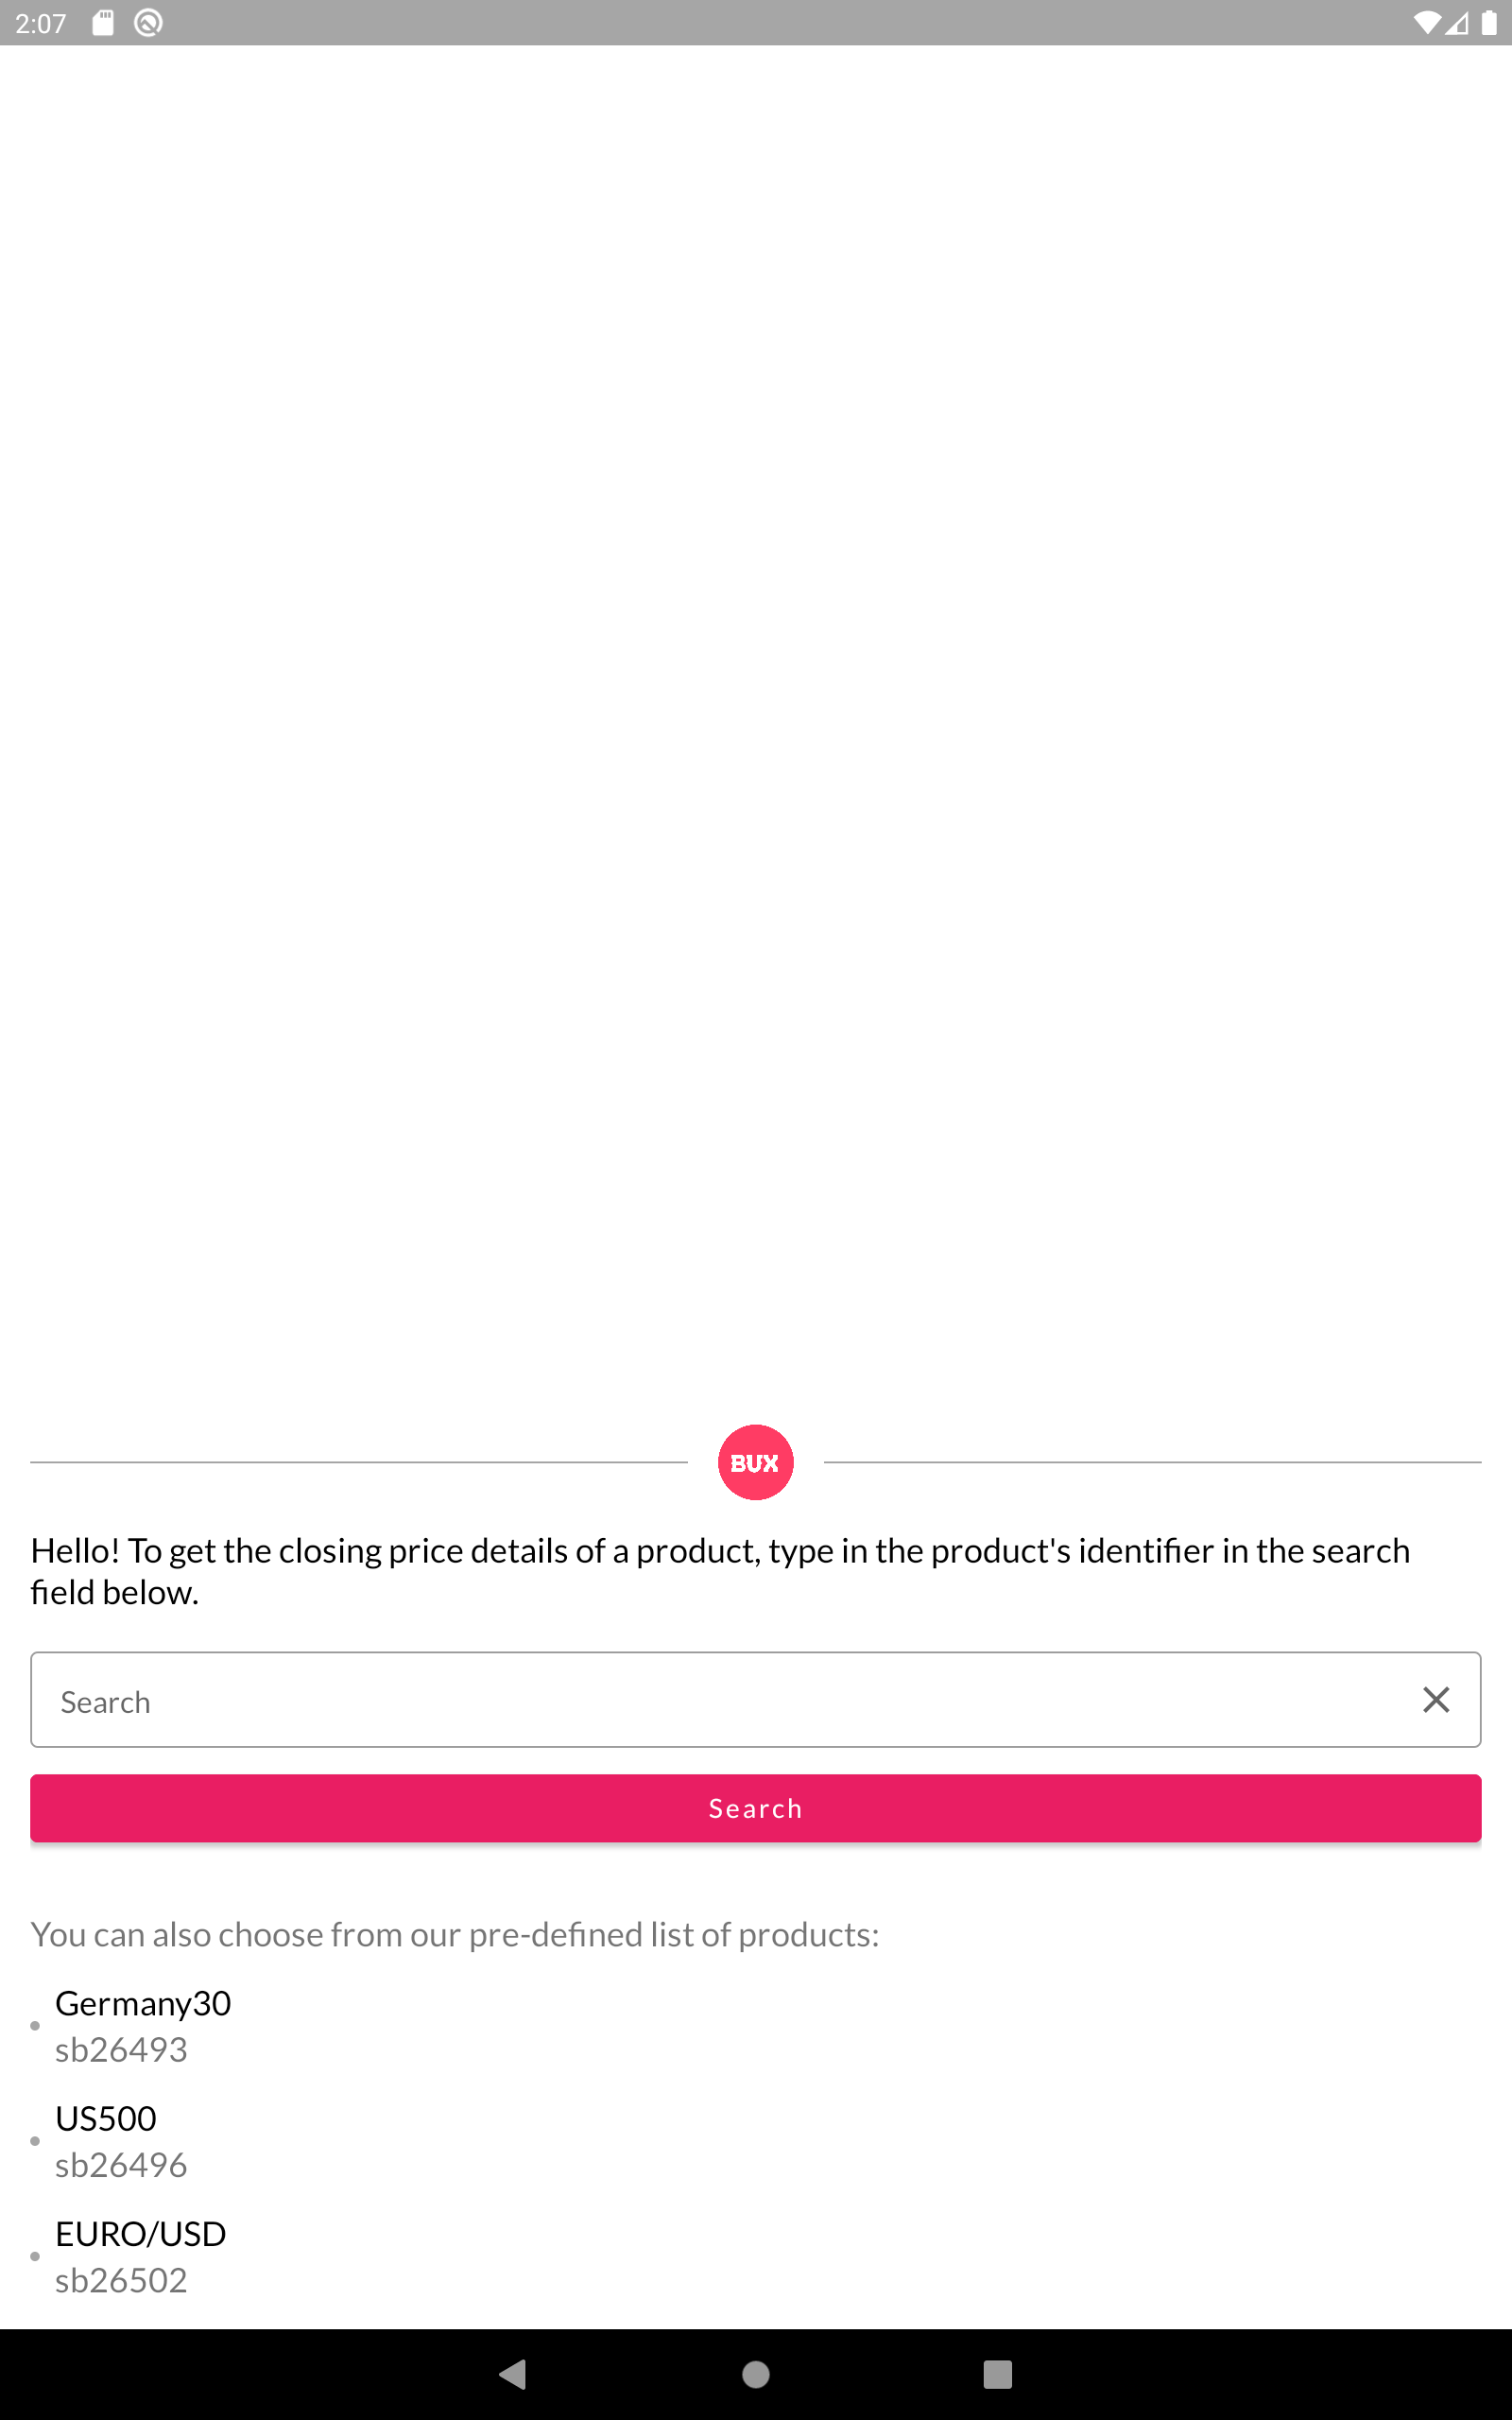 2:07
BUX
Hello! To get the closing price details of a product, type in the product's identifier in the search
field below.
Search
Search
You can also choose from our pre-defined list of products:
Germany30
sb26493
US500
sb26496
EURO/USD
sb26502